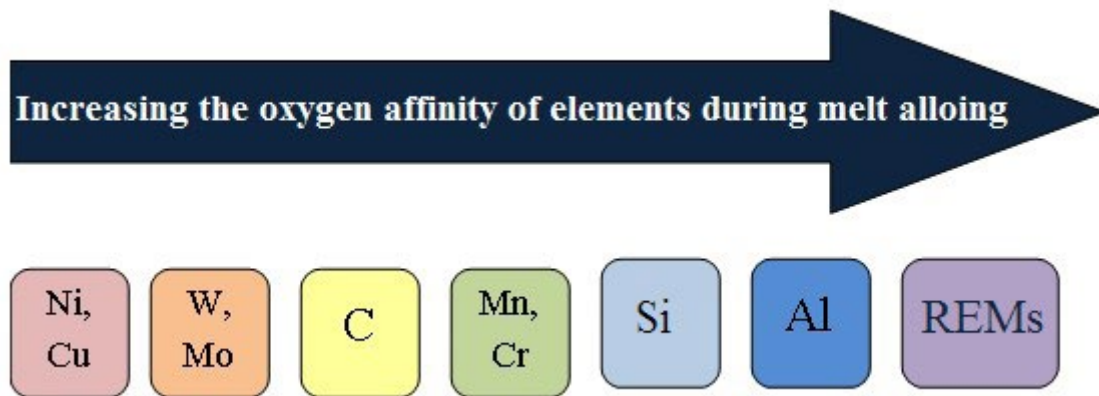 Increasing the oxygen affinity of elements during melt alloing
Ni,
Cu
W,
Mo
C
Mn,
Cr
Si
Al
REMs